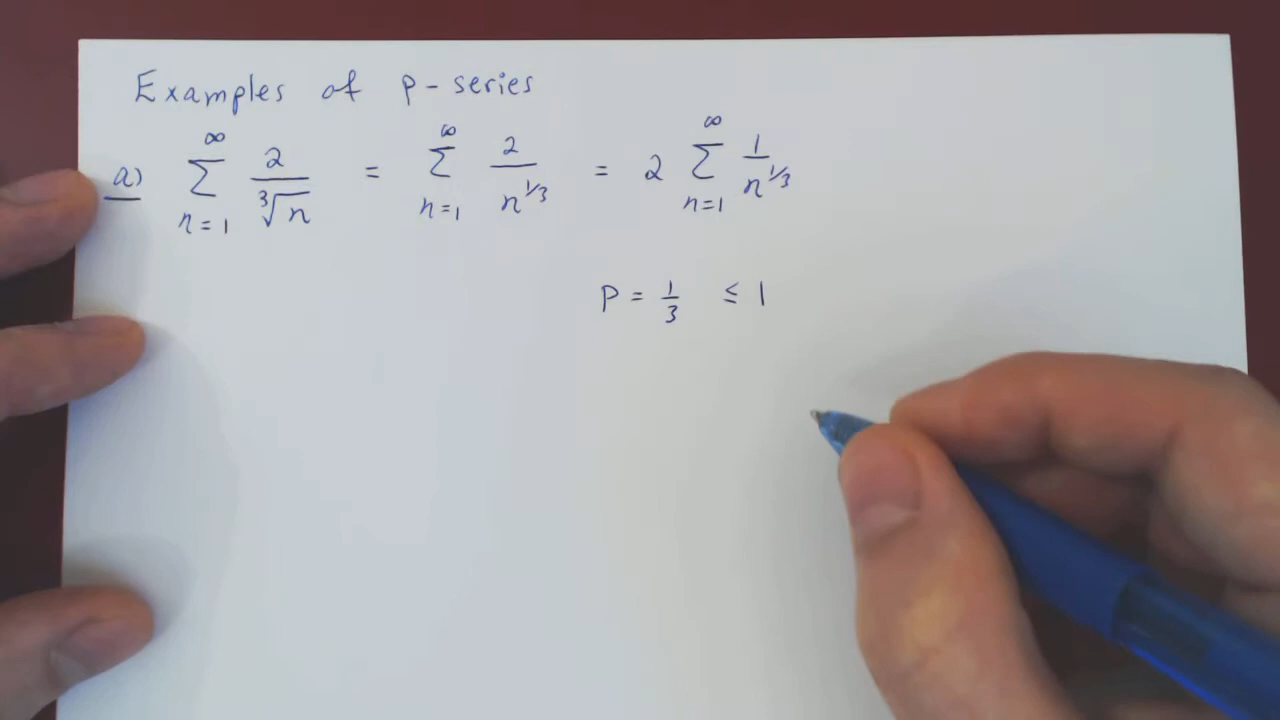 Examples of p-series
a) ∞∑n=1 2/∛n = ∞∑n=1 2/n^1/3 = 2 ∞∑n=1 1/n^1/3
P = 1/3 ≤ 1